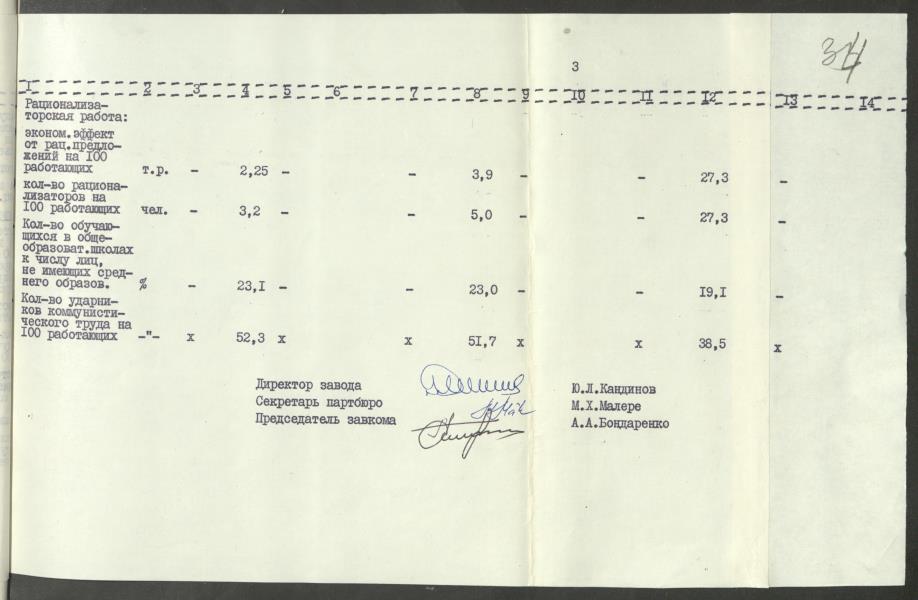 3
34
1 2 3 4 5 6 7 8 9 10 11 12 13 14
Рационализа-
торская работа:
эконом.эффект
от рац.предло-
жений на 100
работающих т.р. - 2,25 - - 3,9 - - 27,3 -
кол-во рациона-
лизаторов на
100 работающих чел. - 3,2 - - 5,0 - - 27,3 -
Кол-во обучаю-
щихся в обще-
образоват.школах
к числу лиц,
не имеющих сред-
него образов. % - 23,1 - - 23,0 - - 19,1 -
Кол-во ударни-
ков коммунисти-
ческого труда на
100 работающих -"- x 52,3 x x 51,7 x x 38,5 x
Директор завода Ю.Л.Кандинов
Секретарь партбюро М.Х.Малере
Председатель завкома А.А.Бондаренко